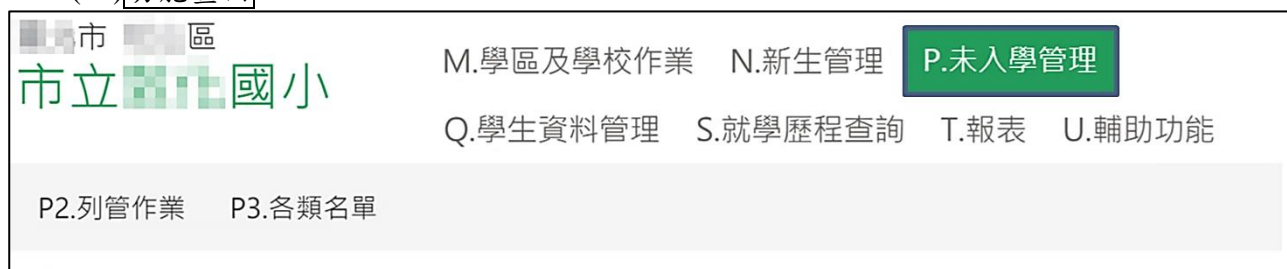 市 區
市立 國小
M.學區及學校作業 N.新生管理 P.未入學管理
Q.學生資料管理 S.就學歷程查詢 T.報表 U.輔助功能
P2.列管作業 P3.各類名單